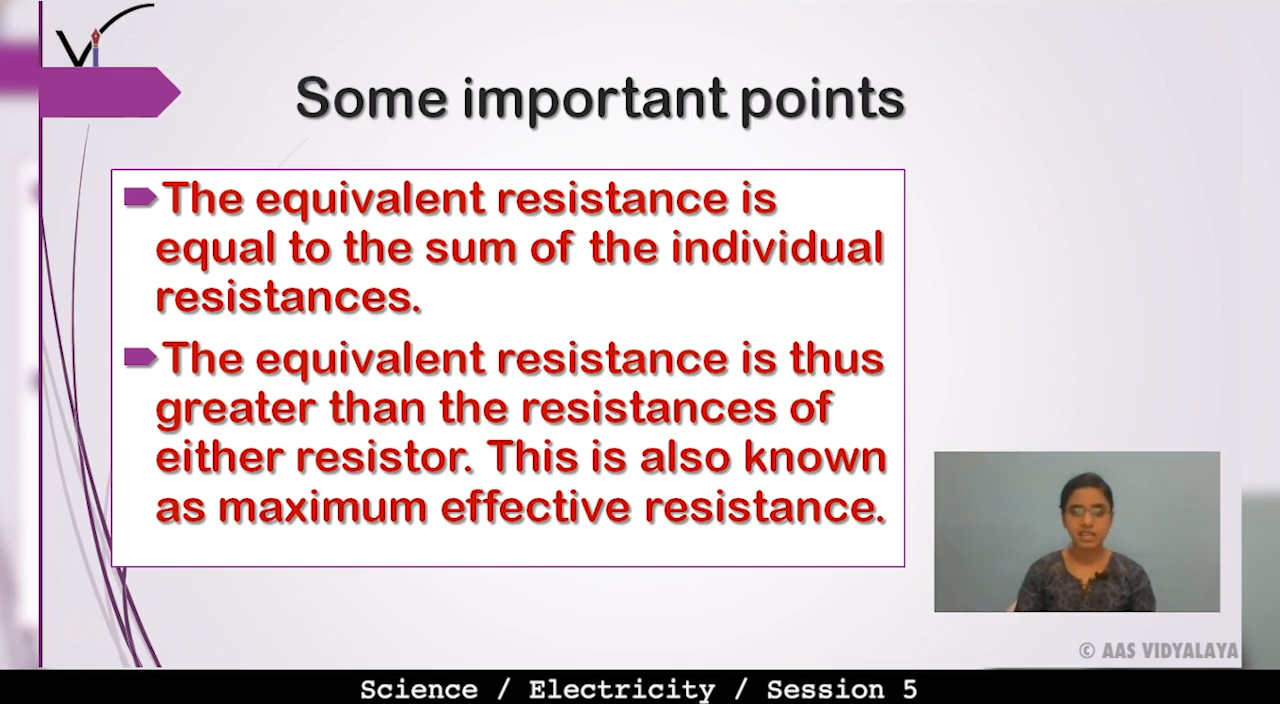 Vi
Some important points
The equivalent resistance is
equal to the sum of the individual
resistances.
The equivalent resistance is thus
greater than the resistances of
either resistor. This is also known
as maximum effective resistance.
© AAS VIDYALAYA
Science / Electricity / Session 5